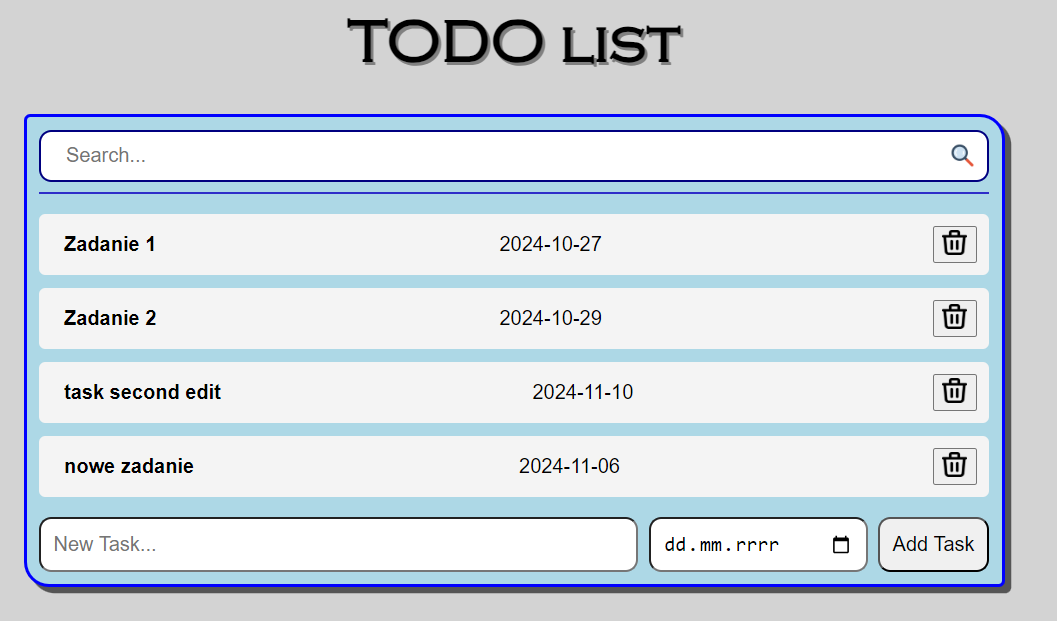 TODO LIST
Search...
Zadanie 1 2024-10-27
Zadanie 2 2024-10-29
task second edit 2024-11-10
nowe zadanie 2024-11-06
New Task... dd.mm.rrrr Add Task